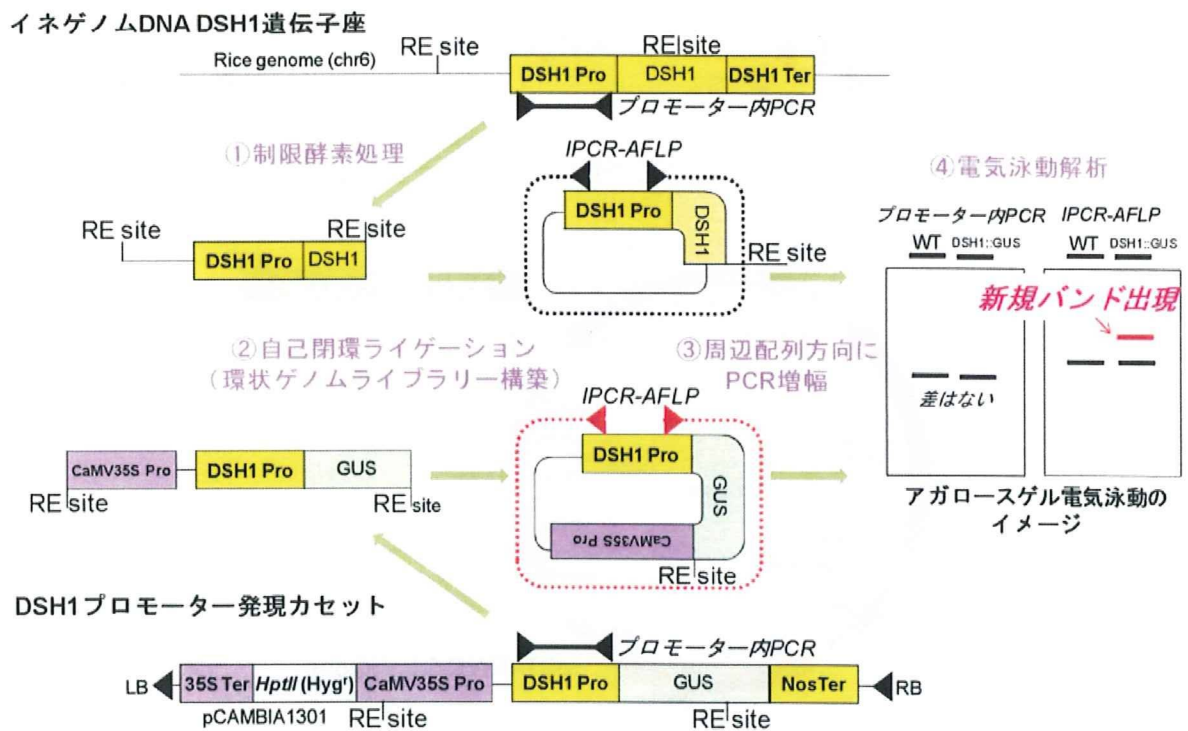 イネゲノムDNA DSH1遺伝子座
Rice genome (chr6)
RE site
RE site
DSH1 Pro
DSH1
DSH1 Ter
プロモーター内PCR
①制限酵素処理
IPCR-AFLP
DSH1 Pro
DSH1
RE site
RE site
RE site
DSH1 Pro
DSH1
④電気泳動解析
プロモーター内PCR
IPCR-AFLP
WT
DSH1::GUS
WT
DSH1::GUS
新規バンド出現
差はない
アガロースゲル電気泳動の
イメージ
②自己閉環ライゲーション
(環状ゲノムライブラリー構築)
③周辺配列方向に
PCR増幅
IPCR-AFLP
CaMV35S Pro
DSH1 Pro
GUS
RE site
RE site
DSH1 Pro
GUS
CaMV35S Pro
RE site
DSH1プロモーター発現カセット
プロモーター内PCR
LB
35S Ter
HptII (Hygr)
CaMV35S Pro
DSH1 Pro
GUS
NosTer
RB
pCAMBIA1301
RE site
RE site